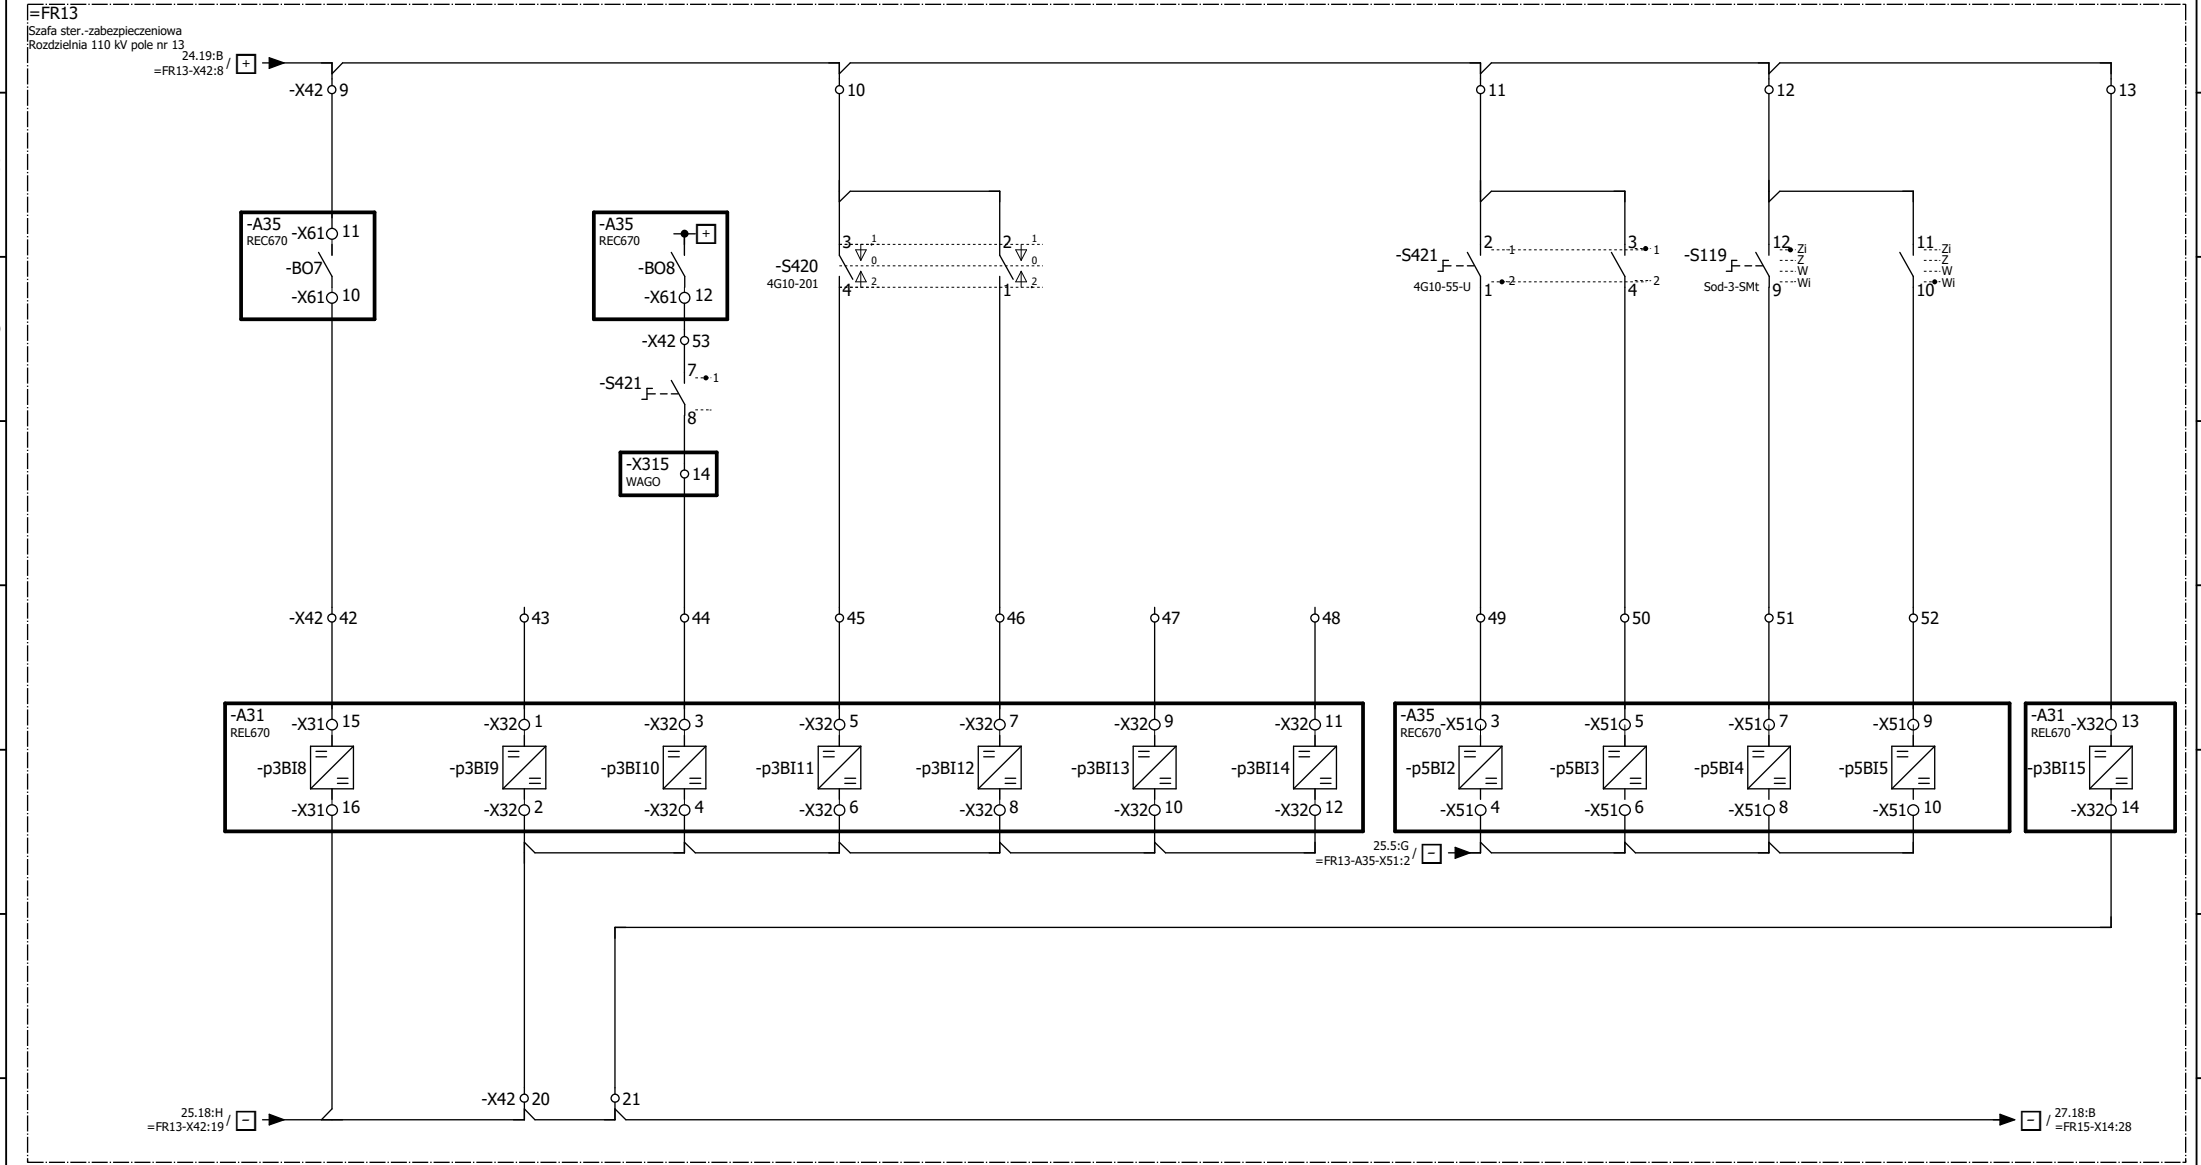 =FR13
Szafa ster.-zabezpieczeniowa
Rozdzielnia 110 kV pole nr 13
24.19:B / +
=FR13-X42:8
-X42 9 10 11 12 13
-A35
REC670
-X61 11
-BO7
-X61 10
-A35
REC670
+
-BO8
-X61 12
-X42 53
-S421
7 1
8
-X315
WAGO
14
-S420
4G10-201
3 1
0
4 2
2 1
0
1 2
-S421
4G10-55-U
2 1
1 2
3 1
4 2
-S119
Sod-3-SMt
12 Zi
Z
W
9 Wi
11 Zi
Z
W
10 Wi
-X42 42 43 44 45 46 47 48 49 50 51 52
-A31
REL670
-X31 15 -X32 1 -X32 3 -X32 5 -X32 7 -X32 9 -X32 11
-p3BI8 -p3BI9 -p3BI10 -p3BI11 -p3BI12 -p3BI13 -p3BI14
-X31 16 -X32 2 -X32 4 -X32 6 -X32 8 -X32 10 -X32 12
-A35
REC670
-X51 3 -X51 5 -X51 7 -X51 9
-p5BI2 -p5BI3 -p5BI4 -p5BI5
-X51 4 -X51 6 -X51 8 -X51 10
-A31
REL670
-X32 13
-p3BI15
-X32 14
25.5:G / -
=FR13-A35-X51:2
-X42 20 21
25.18:H / -
=FR13-X42:19
- / 27.18:B
=FR15-X14:28